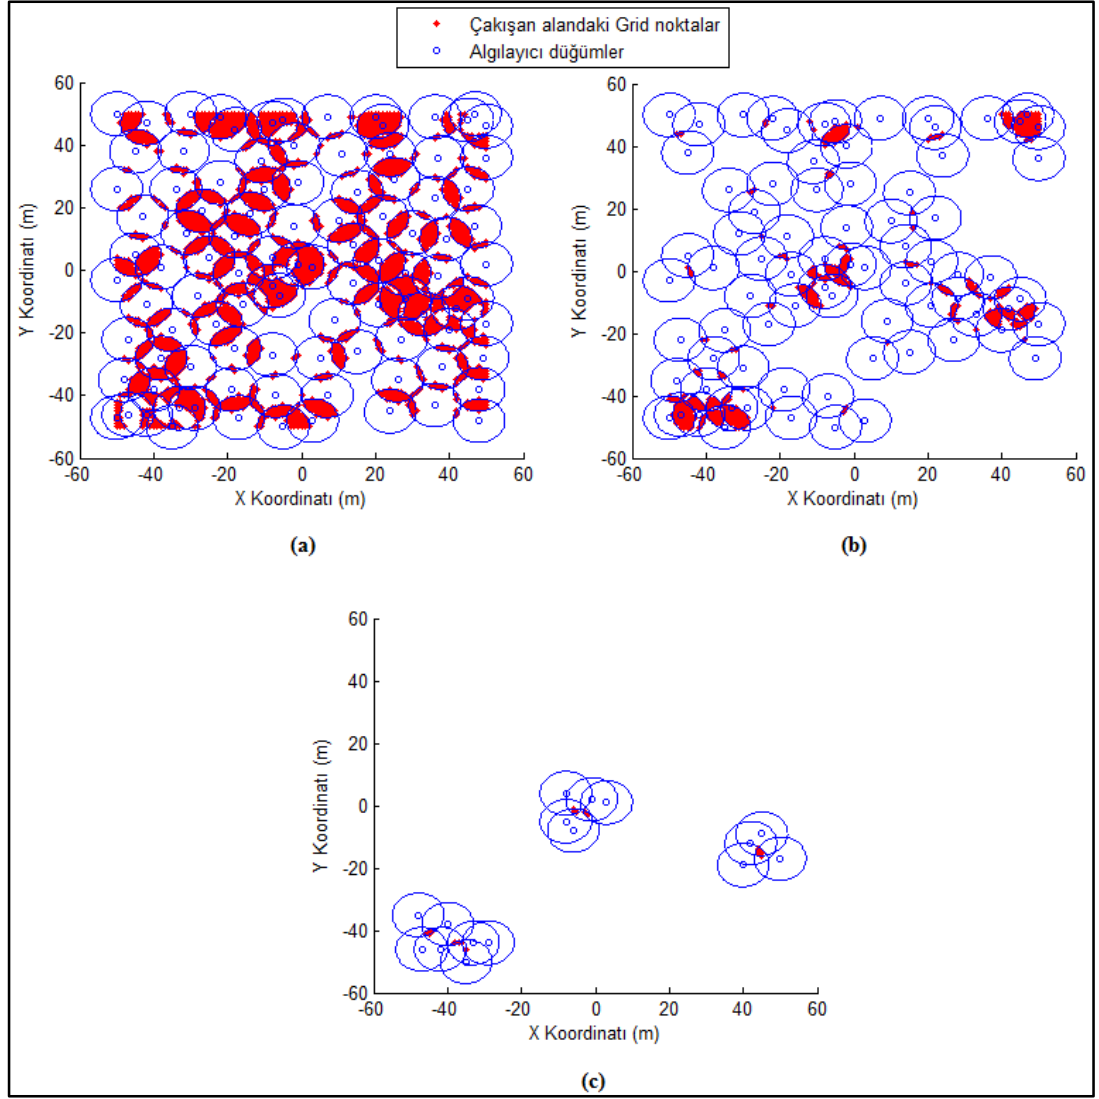 Çakışan alandaki Grid noktalar
Algılayıcı düğümler
60
40
20
0
-20
-40
-60
Y Koordinatı (m)
-60 -40 -20 0 20 40 60
X Koordinatı (m)
(a)
60
40
20
0
-20
-40
-60
Y Koordinatı (m)
-60 -40 -20 0 20 40 60
X Koordinatı (m)
(b)
60
40
20
0
-20
-40
-60
Y Koordinatı (m)
-60 -40 -20 0 20 40 60
X Koordinatı (m)
(c)